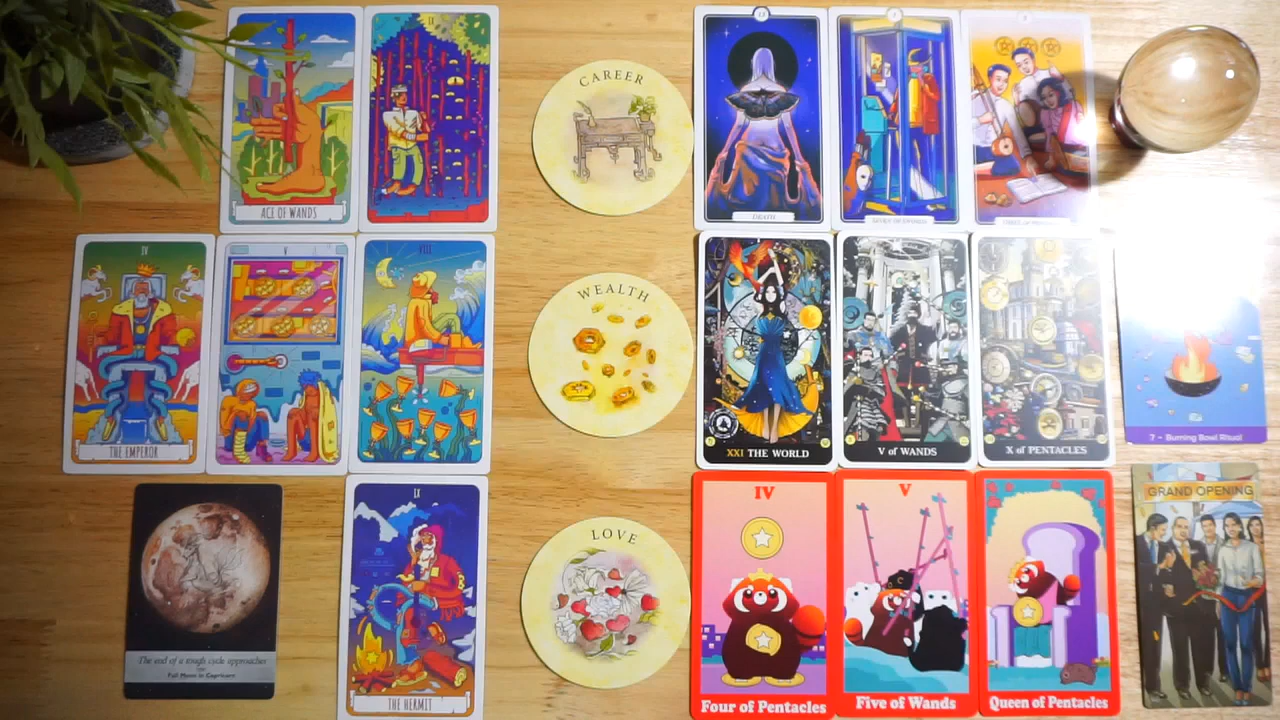 ACE OF WANDS
IX
CAREER
13
DEATH
IV
THE EMPEROR
V
VIII
WEALTH
XXI THE WORLD
V of WANDS
X of PENTACLES
7 - Burning Bowl Ritual
The end of a tough cycle approaches
Full Moon in Capricorn
IX
THE HERMIT
LOVE
IV
Four of Pentacles
V
Five of Wands
Queen of Pentacles
GRAND OPENING